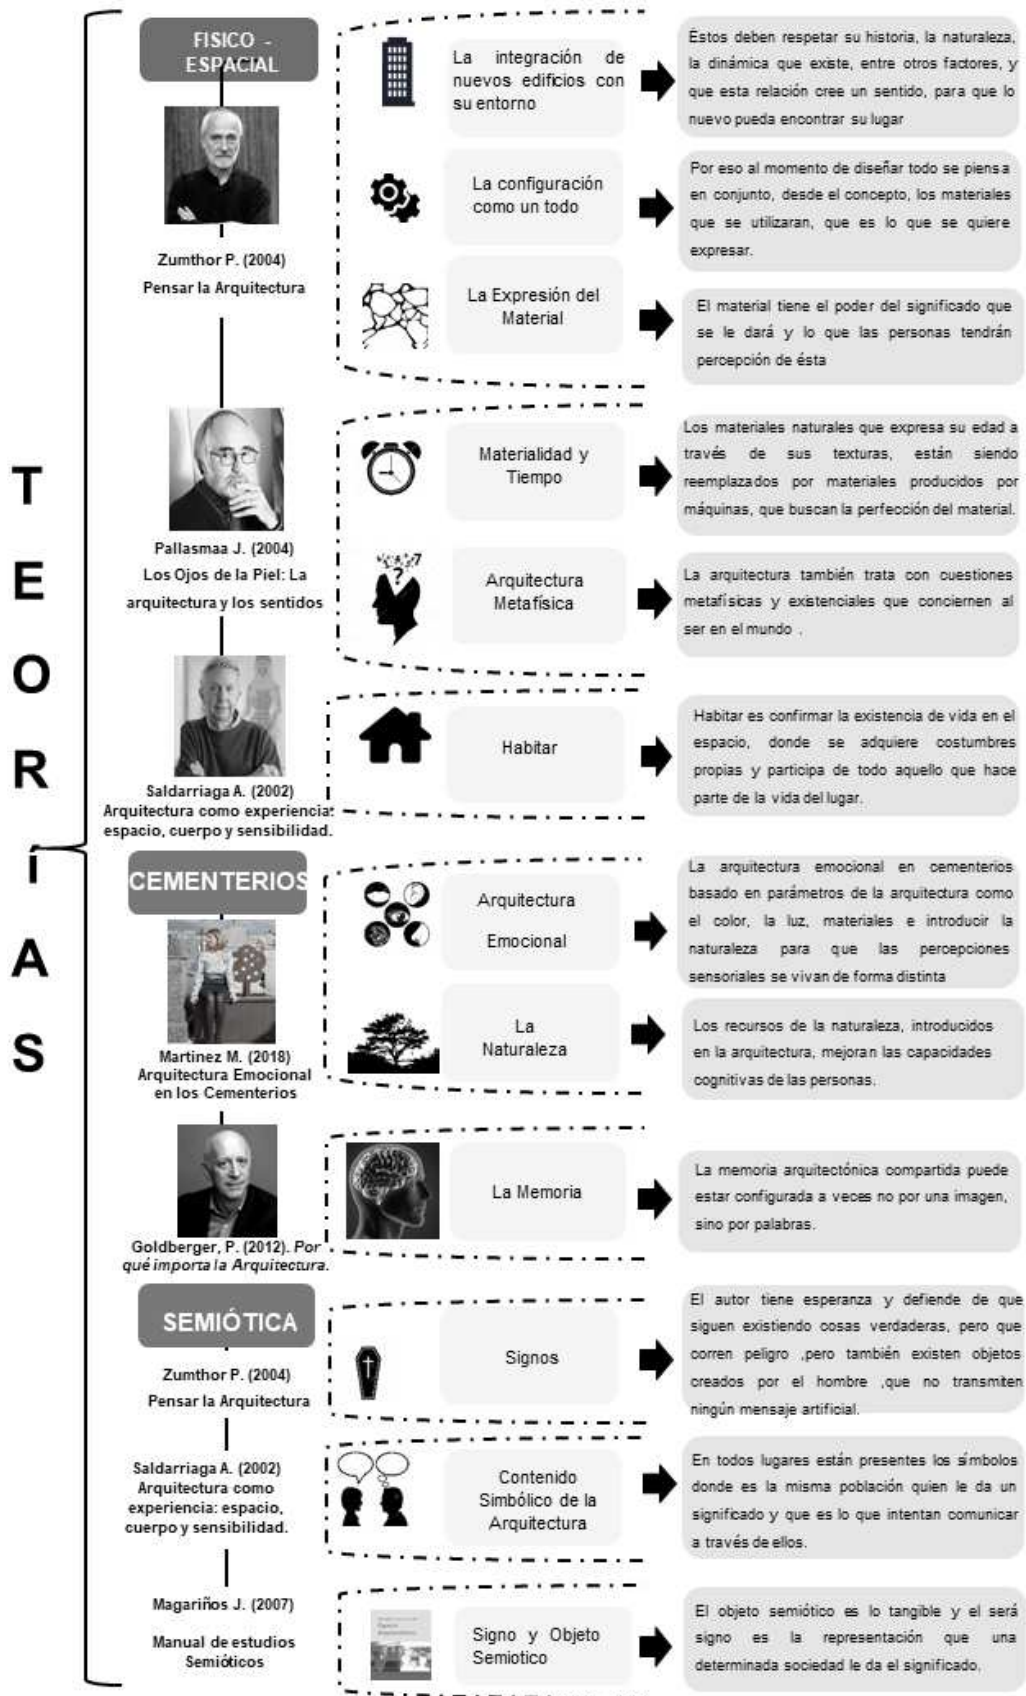 TEORÍAS
FISICO -
ESPACIAL
Zumthor P. (2004)
Pensar la Arquitectura
La integración de
nuevos edificios con
su entorno
Éstos deben respetar su historia, la naturaleza,
la dinámica que existe, entre otros factores, y
que esta relación cree un sentido, para que lo
nuevo pueda encontrar su lugar
La configuración
como un todo
Por eso al momento de diseñar todo se piensa
en conjunto, desde el concepto, los materiales
que se utilizaran, que es lo que se quiere
expresar.
La Expresión del
Material
El material tiene el poder del significado que
se le dará y lo que las personas tendrán
percepción de ésta
Pallasmaa J. (2004)
Los Ojos de la Piel: La
arquitectura y los sentidos
Materialidad y
Tiempo
Los materiales naturales que expresa su edad a
través de sus texturas, están siendo
reemplazados por materiales producidos por
máquinas, que buscan la perfección del material.
Arquitectura
Metafísica
La arquitectura también trata con cuestiones
metafísicas y existenciales que conciernen al
ser en el mundo .
Saldarriaga A. (2002)
Arquitectura como experiencia:
espacio, cuerpo y sensibilidad.
Habitar
Habitar es confirmar la existencia de vida en el
espacio, donde se adquiere costumbres
propias y participa de todo aquello que hace
parte de la vida del lugar.
CEMENTERIOS
Martinez M. (2018)
Arquitectura Emocional
en los Cementerios
Arquitectura
Emocional
La arquitectura emocional en cementerios
basado en parámetros de la arquitectura como
el color, la luz, materiales e introducir la
naturaleza para que las percepciones
sensoriales se vivan de forma distinta
La
Naturaleza
Los recursos de la naturaleza, introducidos
en la arquitectura, mejoran las capacidades
cognitivas de las personas.
Goldberger, P. (2012). Por
qué importa la Arquitectura.
La Memoria
La memoria arquitectónica compartida puede
estar configurada a veces no por una imagen,
sino por palabras.
SEMIÓTICA
Zumthor P. (2004)
Pensar la Arquitectura
Signos
El autor tiene esperanza y defiende de que
siguen existiendo cosas verdaderas, pero que
corren peligro ,pero también existen objetos
creados por el hombre ,que no transmiten
ningún mensaje artificial.
Saldarriaga A. (2002)
Arquitectura como
experiencia: espacio,
cuerpo y sensibilidad.
Contenido
Simbólico de la
Arquitectura
En todos lugares están presentes los símbolos
donde es la misma población quien le da un
significado y que es lo que intentan comunicar
a través de ellos.
Magariños J. (2007)
Manual de estudios
Semióticos
Signo y Objeto
Semiotico
El objeto semiótico es lo tangible y el será
signo es la representación que una
determinada sociedad le da el significado.